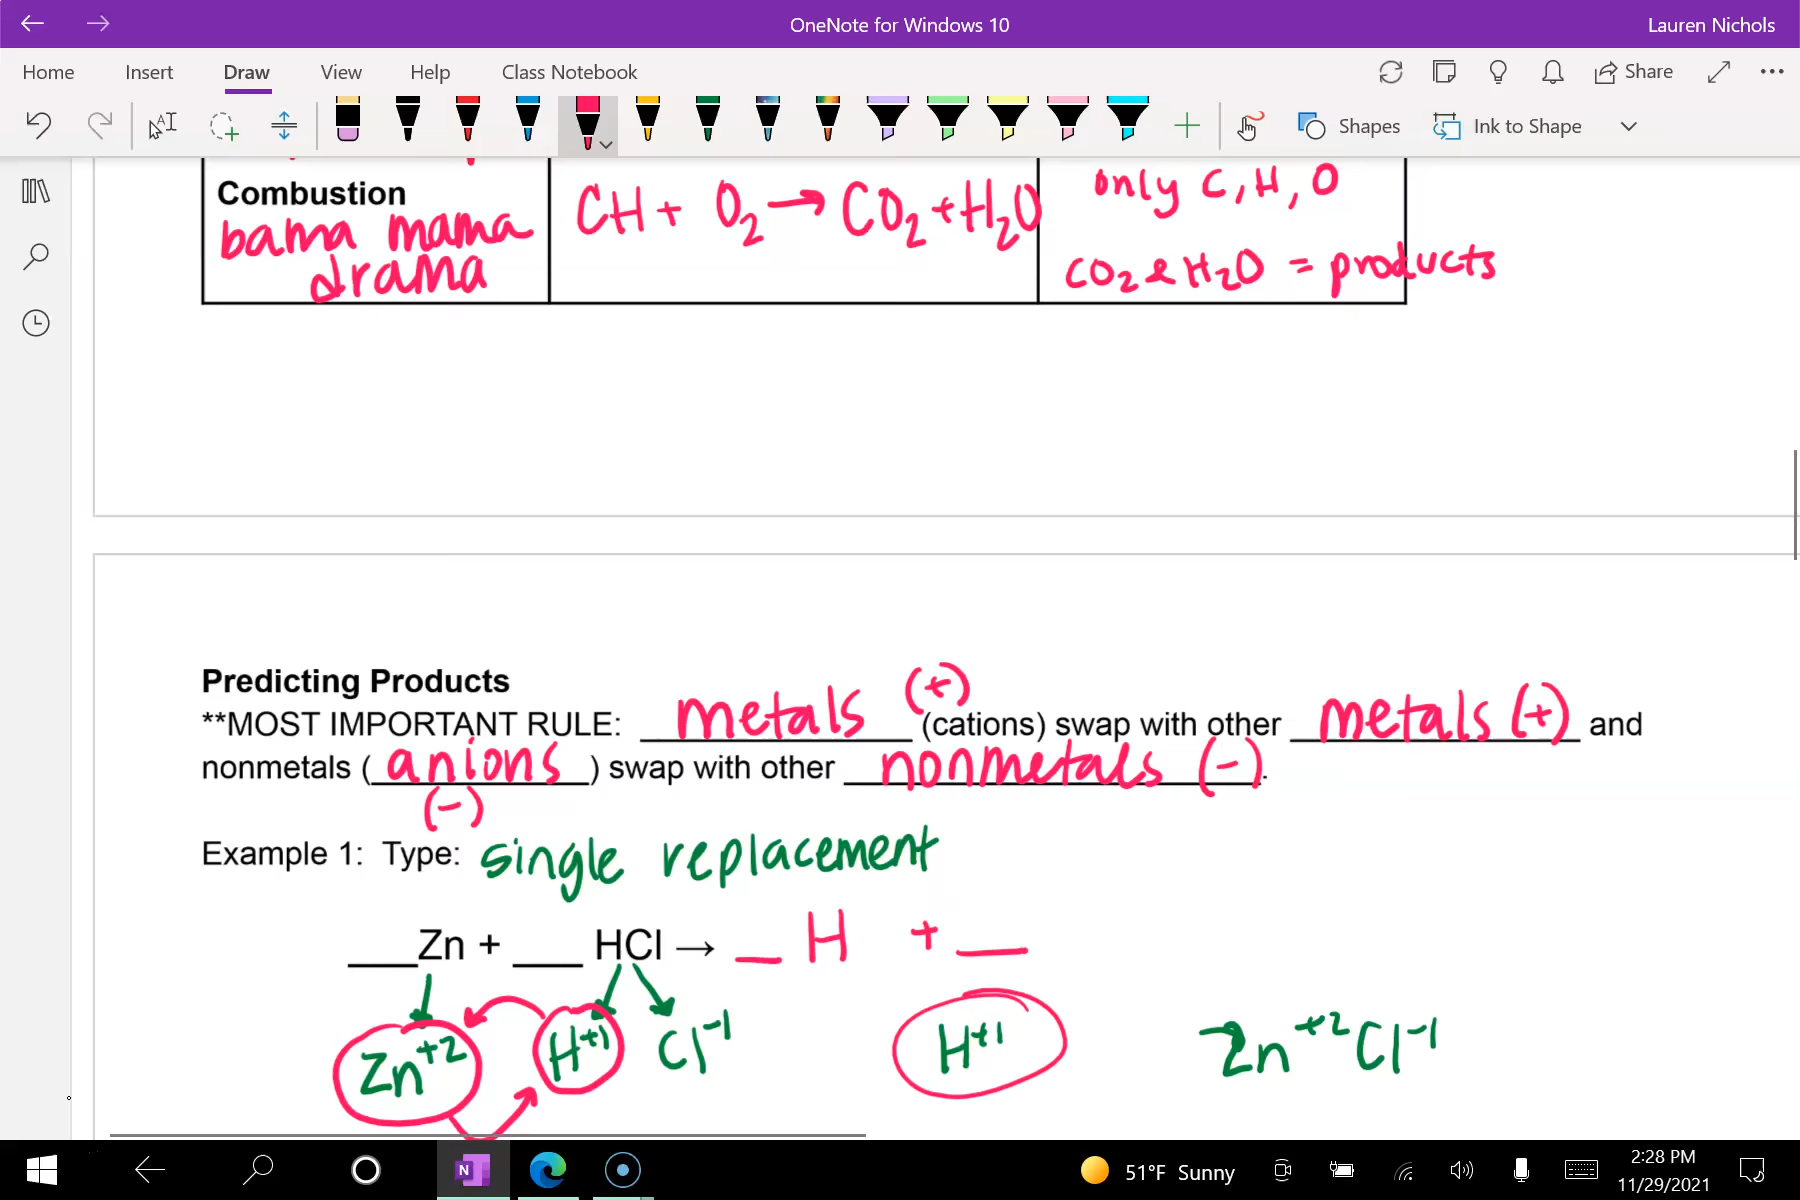 OneNote for Windows 10
Lauren Nichols
Home Insert Draw View Help Class Notebook
Share
Shapes Ink to Shape
Combustion
bama mama
drama
CH + O₂ → CO₂ + H₂O
only C, H, O
CO₂ & H₂O = products
Predicting Products
**MOST IMPORTANT RULE: metals (+) (cations) swap with other metals (+) and
nonmetals (anions) swap with other nonmetals (-).
(-)
Example 1: Type: single replacement
___Zn + ___ HCl → _ H + __
Zn⁺² H⁺¹ Cl⁻¹ H⁺¹ Zn⁺² Cl⁻¹
51°F Sunny
2:28 PM
11/29/2021